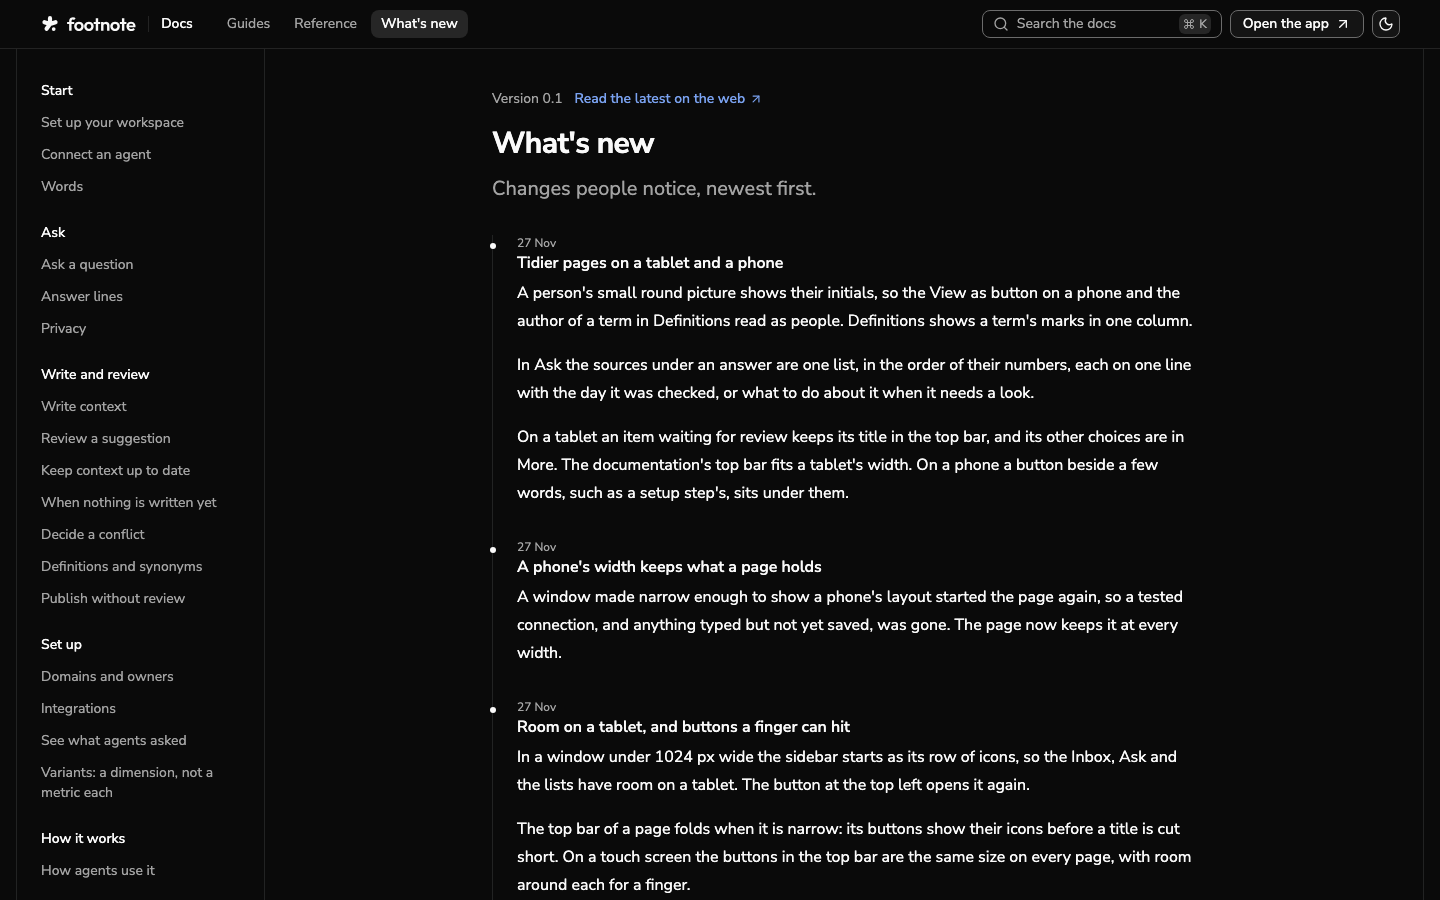 footnote
Docs
Guides
Reference
What's new
Search the docs
⌘ K
Open the app
Start
Set up your workspace
Connect an agent
Words
Ask
Ask a question
Answer lines
Privacy
Write and review
Write context
Review a suggestion
Keep context up to date
When nothing is written yet
Decide a conflict
Definitions and synonyms
Publish without review
Set up
Domains and owners
Integrations
See what agents asked
Variants: a dimension, not a
metric each
How it works
How agents use it
Version 0.1
Read the latest on the web
What's new
Changes people notice, newest first.
27 Nov
Tidier pages on a tablet and a phone
A person's small round picture shows their initials, so the View as button on a phone and the
author of a term in Definitions read as people. Definitions shows a term's marks in one column.
In Ask the sources under an answer are one list, in the order of their numbers, each on one line
with the day it was checked, or what to do about it when it needs a look.
On a tablet an item waiting for review keeps its title in the top bar, and its other choices are in
More. The documentation's top bar fits a tablet's width. On a phone a button beside a few
words, such as a setup step's, sits under them.
27 Nov
A phone's width keeps what a page holds
A window made narrow enough to show a phone's layout started the page again, so a tested
connection, and anything typed but not yet saved, was gone. The page now keeps it at every
width.
27 Nov
Room on a tablet, and buttons a finger can hit
In a window under 1024 px wide the sidebar starts as its row of icons, so the Inbox, Ask and
the lists have room on a tablet. The button at the top left opens it again.
The top bar of a page folds when it is narrow: its buttons show their icons before a title is cut
short. On a touch screen the buttons in the top bar are the same size on every page, with room
around each for a finger.